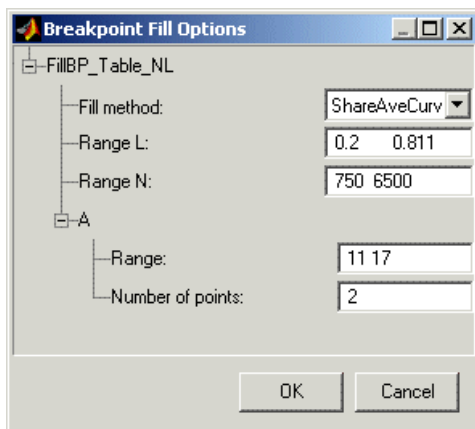 Breakpoint Fill Options
FillBP_Table_NL
Fill method: ShareAveCurv
Range L: 0.2 0.811
Range N: 750 6500
A
Range: 11 17
Number of points: 2
OK Cancel